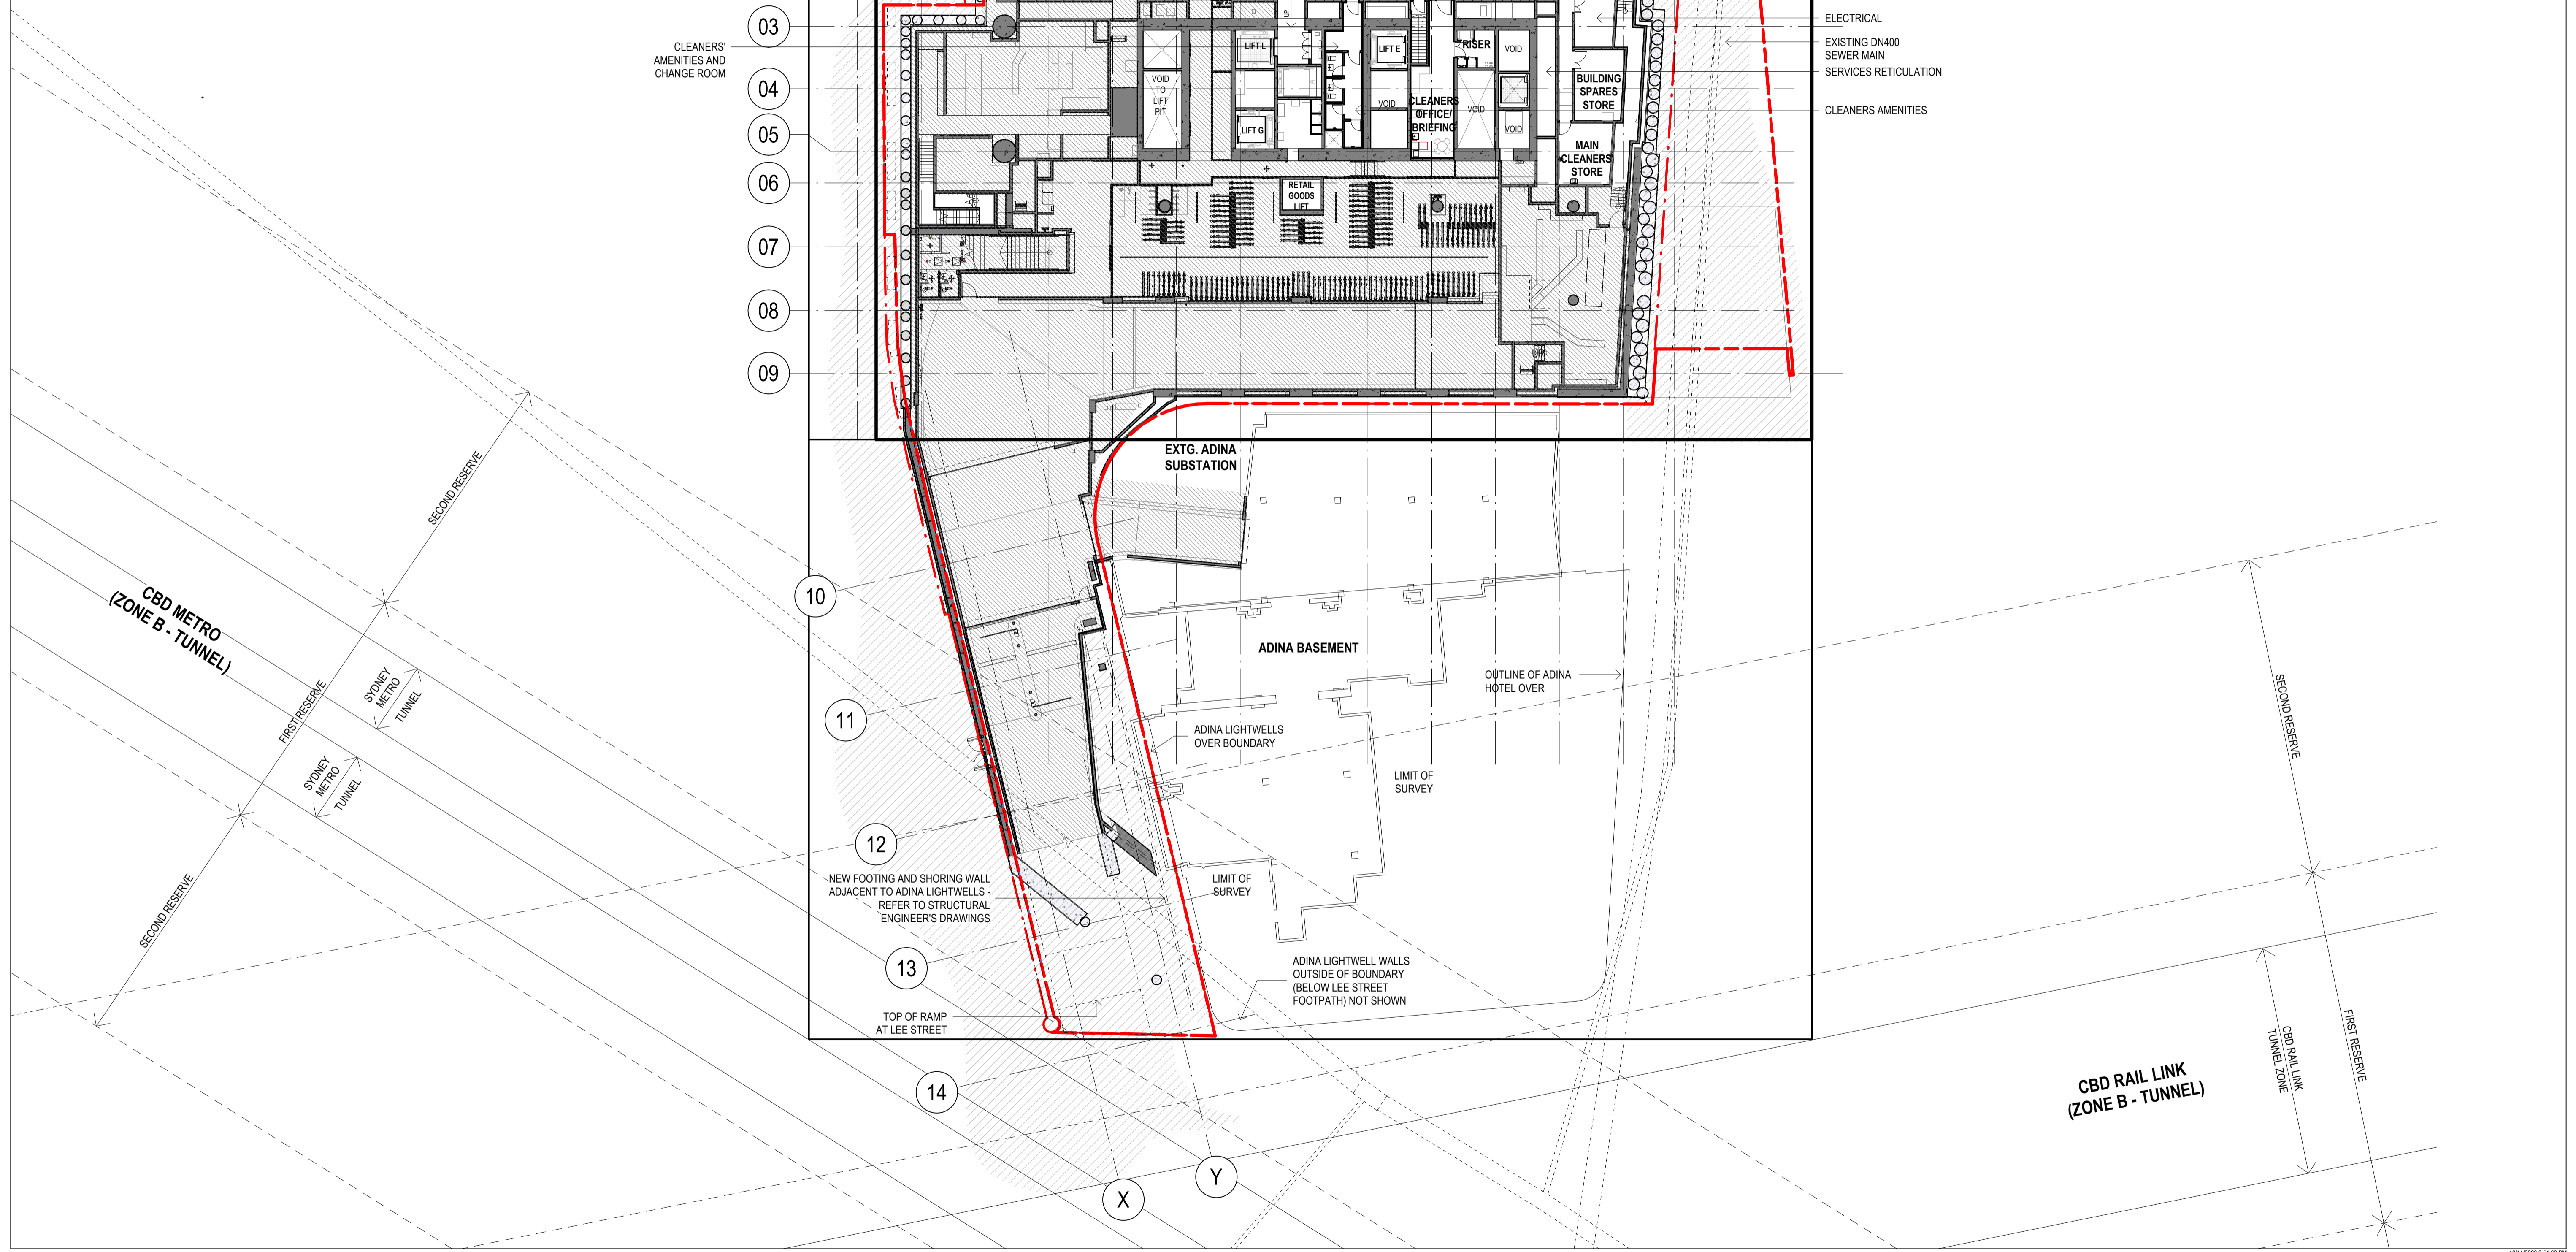 03
04
05
06
07
08
09
10
11
12
13
14
X
Y
CLEANERS'
AMENITIES AND
CHANGE ROOM
VOID
TO
LIFT
PIT
LIFT L
LIFT G
UP
LIFT E
VOID
RISER
VOID
CLEANERS
OFFICE/
BRIEFING
VOID
VOID
BUILDING
SPARES
STORE
MAIN
CLEANERS'
STORE
RETAIL
GOODS
LIFT
ELECTRICAL
EXISTING DN400
SEWER MAIN
SERVICES RETICULATION
CLEANERS AMENITIES
EXTG. ADINA
SUBSTATION
ADINA BASEMENT
OUTLINE OF ADINA
HOTEL OVER
ADINA LIGHTWELLS
OVER BOUNDARY
LIMIT OF
SURVEY
LIMIT OF
SURVEY
NEW FOOTING AND SHORING WALL
ADJACENT TO ADINA LIGHTWELLS -
REFER TO STRUCTURAL
ENGINEER'S DRAWINGS
ADINA LIGHTWELL WALLS
OUTSIDE OF BOUNDARY
(BELOW LEE STREET
FOOTPATH) NOT SHOWN
TOP OF RAMP
AT LEE STREET
SECOND RESERVE
CBD METRO
(ZONE B - TUNNEL)
FIRST RESERVE
SYDNEY
METRO
TUNNEL
SYDNEY
METRO
TUNNEL
SECOND RESERVE
SECOND RESERVE
FIRST RESERVE
CBD RAIL LINK
TUNNEL ZONE
CBD RAIL LINK
(ZONE B - TUNNEL)